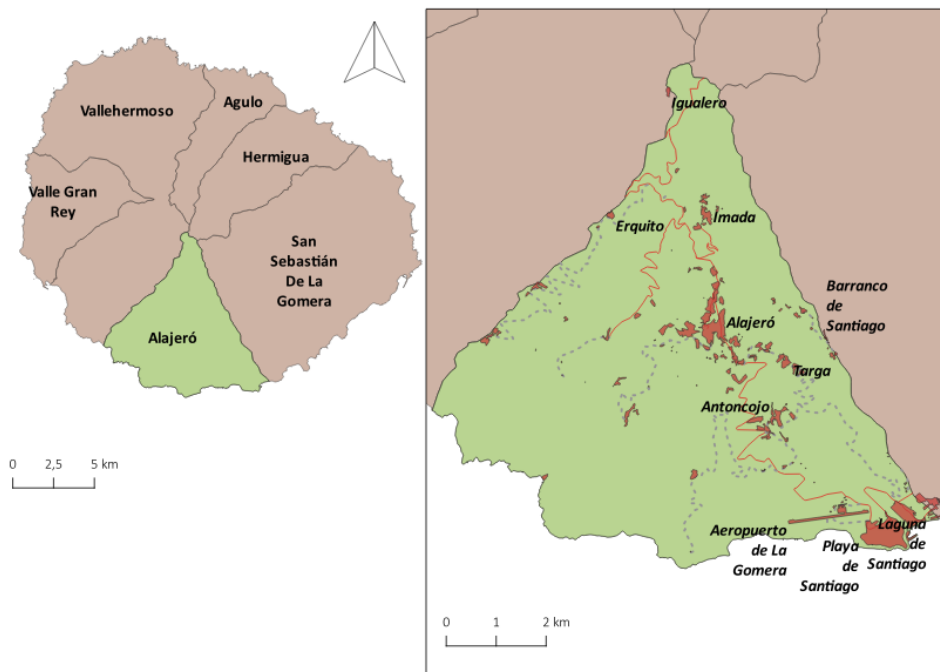 Vallehermoso
Agulo
Hermigua
Valle Gran
Rey
San
Sebastián
De La
Gomera
Alajeró
0 2,5 5 km
Igualero
Imada
Erquito
Barranco
de
Santiago
Alajeró
Targa
Antoncojo
Aeropuerto
de La
Gomera
Playa
de
Santiago
Laguna
de
Santiago
0 1 2 km